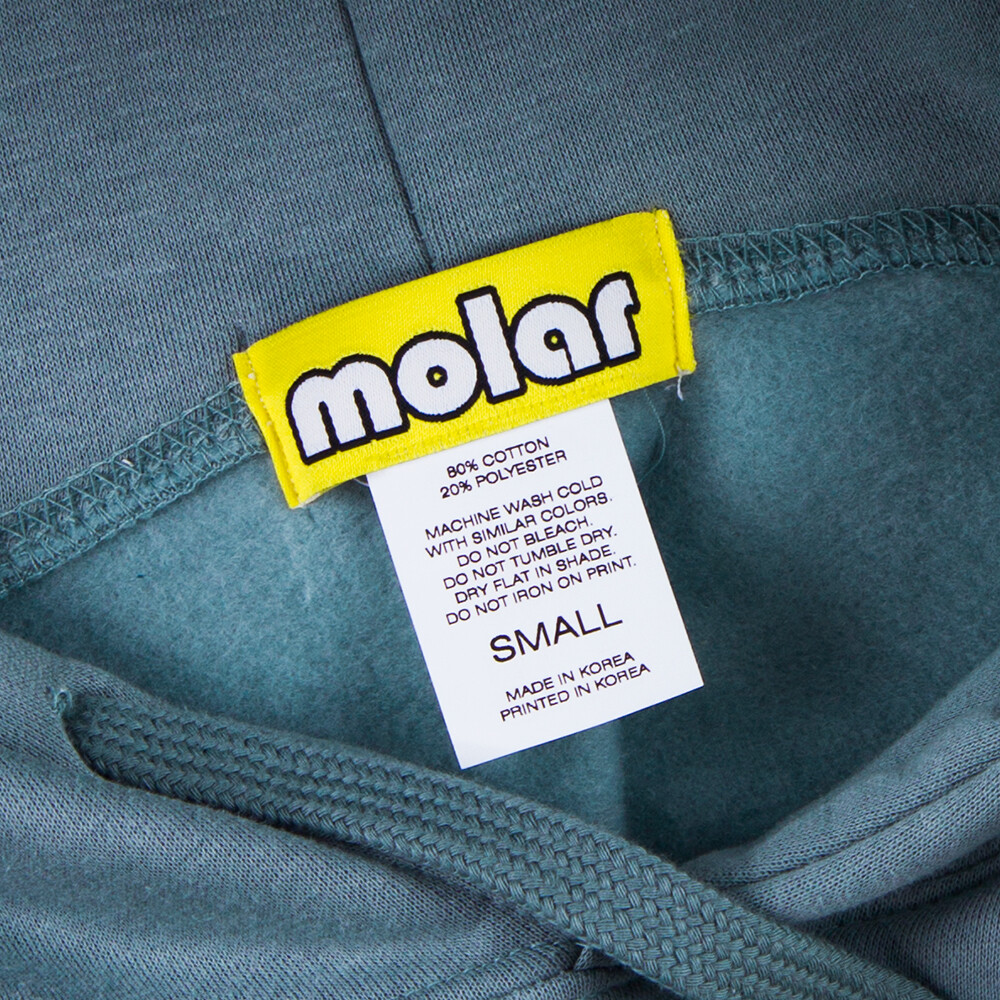 molar
80% COTTON
20% POLYESTER
MACHINE WASH COLD
WITH SIMILAR COLORS.
DO NOT BLEACH.
DO NOT TUMBLE DRY.
DRY FLAT IN SHADE.
DO NOT IRON ON PRINT.
SMALL
MADE IN KOREA
PRINTED IN KOREA